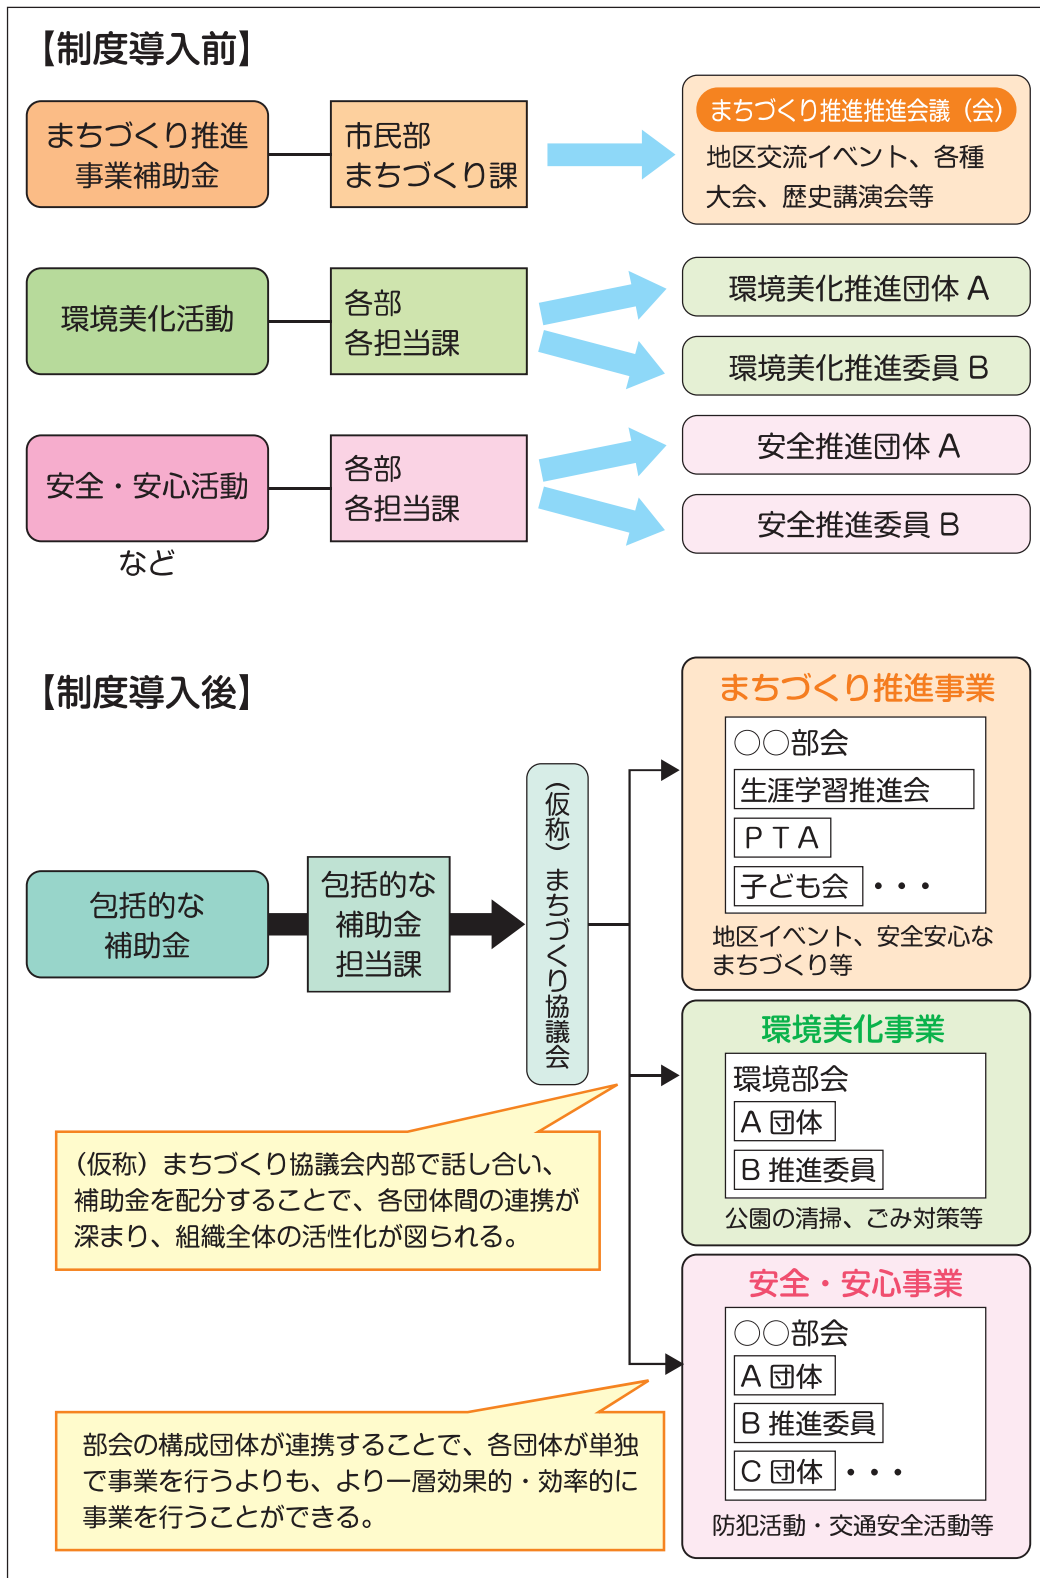 【制度導入前】
まちづくり推進
事業補助金
市民部
まちづくり課
まちづくり推進推進会議（会）
地区交流イベント、各種
大会、歴史講演会等
環境美化活動
各部
各担当課
環境美化推進団体 A
環境美化推進委員 B
安全・安心活動
各部
各担当課
安全推進団体 A
安全推進委員 B
など
【制度導入後】
包括的な
補助金
包括的な
補助金
担当課
（仮称）まちづくり協議会
まちづくり推進事業
○○部会
生涯学習推進会
ＰＴＡ
子ども会・・・
地区イベント、安全安心な
まちづくり等
環境美化事業
環境部会
A 団体
B 推進委員
公園の清掃、ごみ対策等
（仮称）まちづくり協議会内部で話し合い、
補助金を配分することで、各団体間の連携が
深まり、組織全体の活性化が図られる。
安全・安心事業
○○部会
A 団体
B 推進委員
C 団体・・・
防犯活動・交通安全活動等
部会の構成団体が連携することで、各団体が単独
で事業を行うよりも、より一層効果的・効率的に
事業を行うことができる。